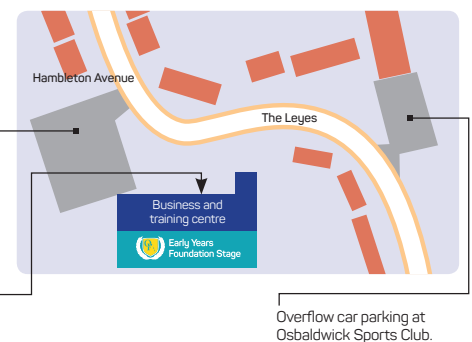 Hambleton Avenue
The Leyes
Business and
training centre
Early Years
Foundation Stage
Overflow car parking at
Osbaldwick Sports Club.